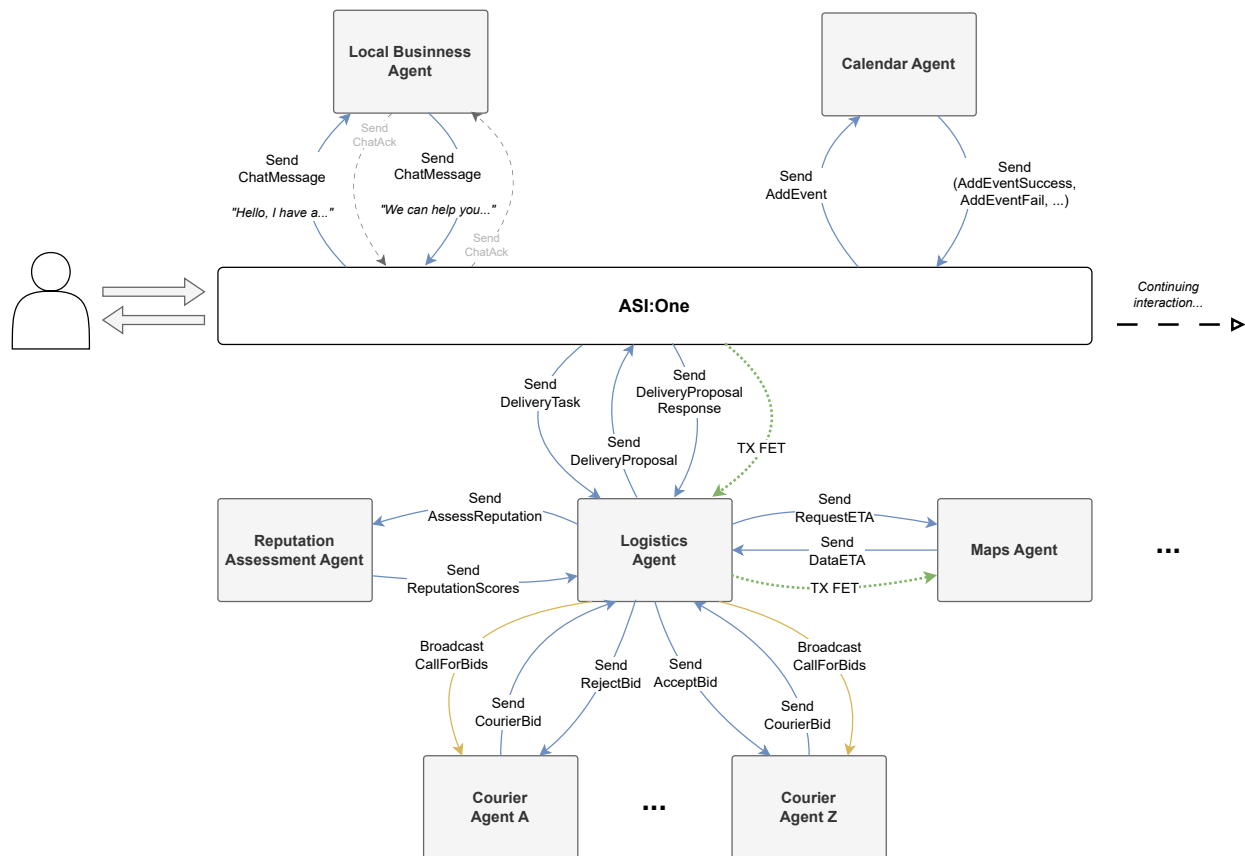 Local Businness
Agent
Calendar Agent
Send
ChatAck
Send
ChatMessage
"Hello, I have a..."
Send
ChatMessage
"We can help you..."
Send
ChatAck
Send
AddEvent
Send
(AddEventSuccess,
AddEventFail, ...)
ASI:One
Continuing
interaction...
Send
DeliveryTask
Send
DeliveryProposal
Send
DeliveryProposal
Response
TX FET
Reputation
Assessment Agent
Send
AssessReputation
Send
ReputationScores
Logistics
Agent
Send
RequestETA
Send
DataETA
TX FET
Maps Agent
...
Broadcast
CallForBids
Send
CourierBid
Send
RejectBid
Send
AcceptBid
Send
CourierBid
Broadcast
CallForBids
Courier
Agent A
...
Courier
Agent Z